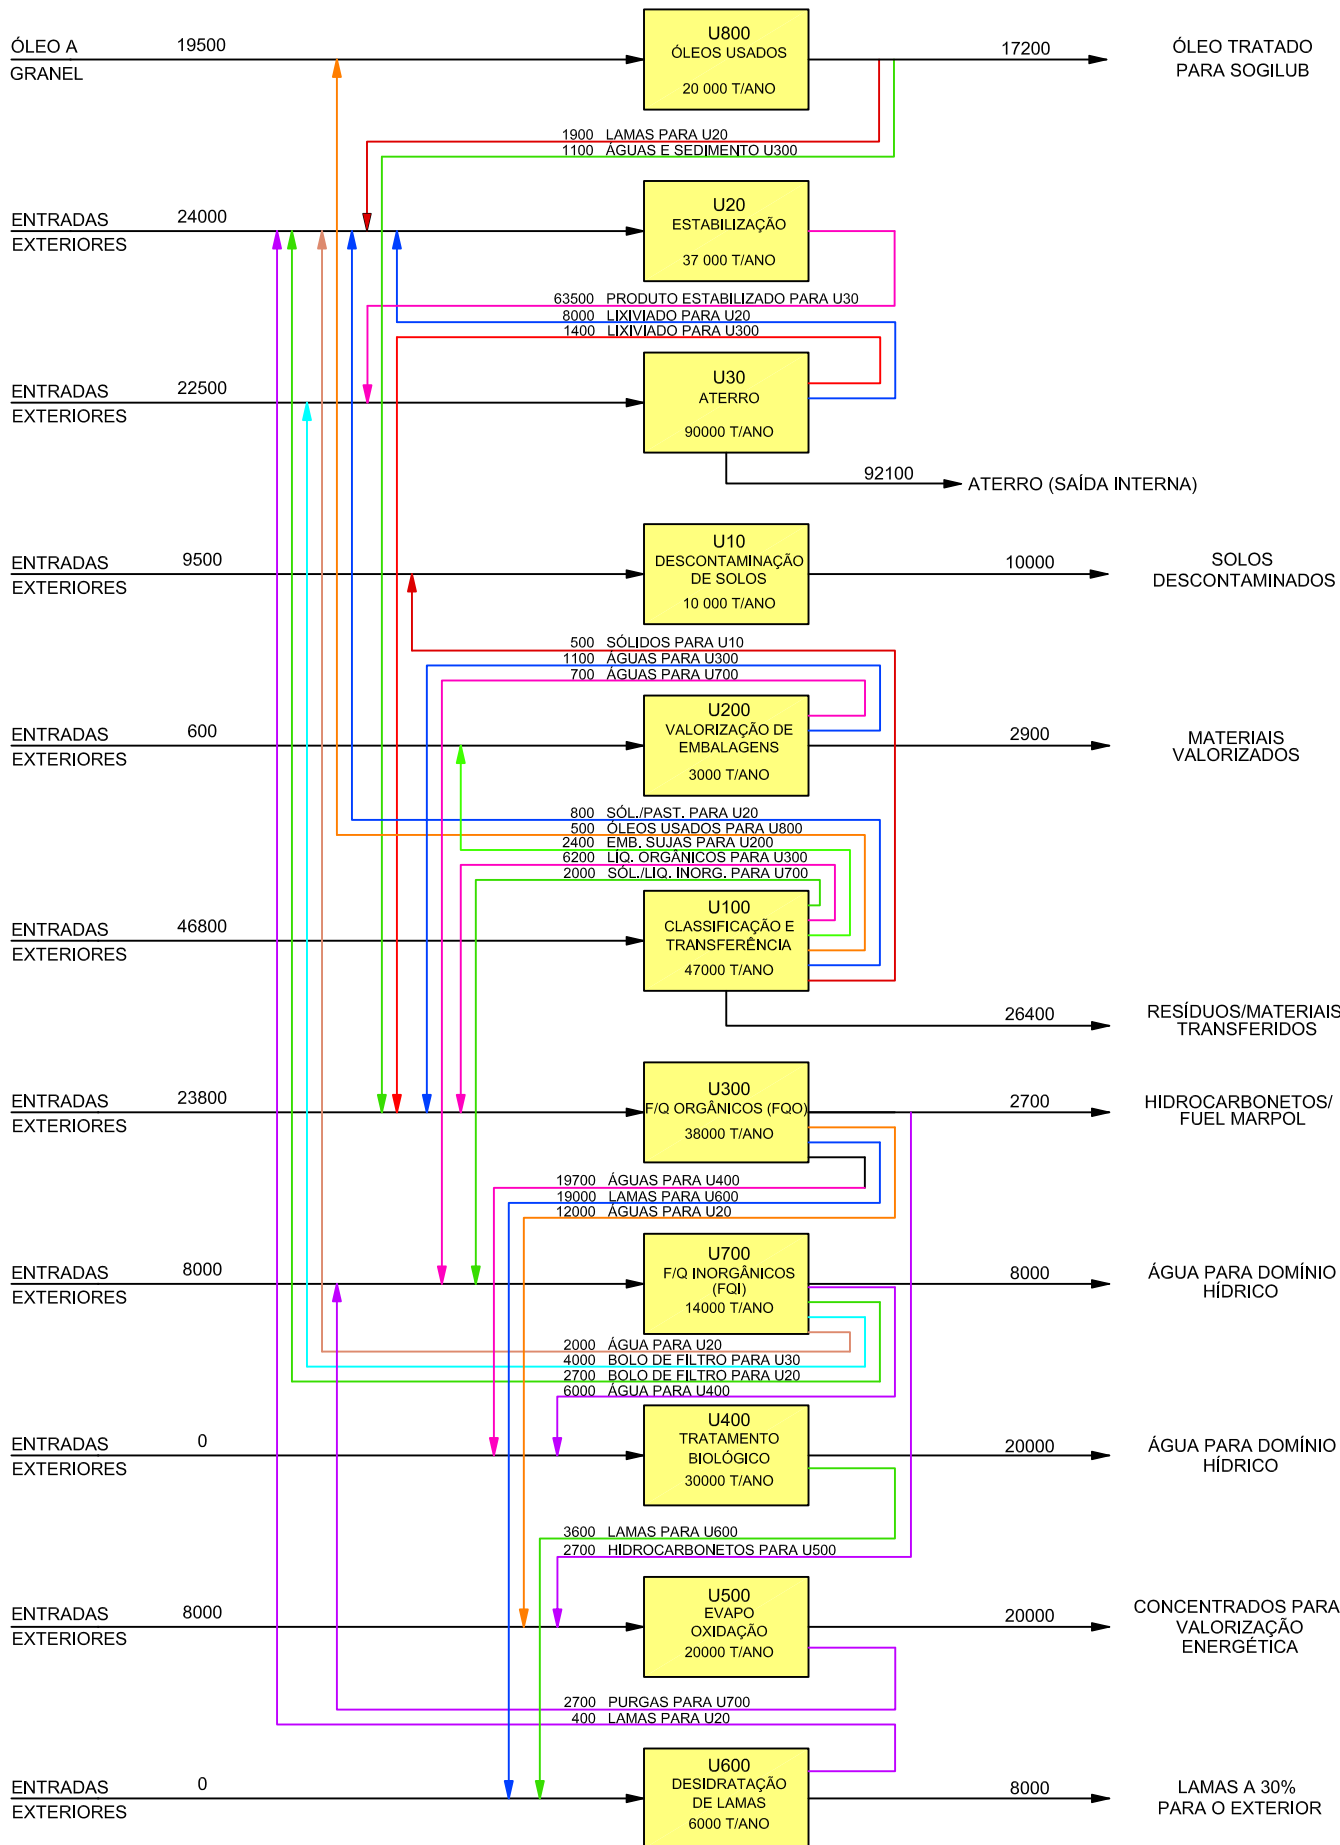 ÓLEO A
GRANEL
19500
U800
ÓLEOS USADOS
20 000 T/ANO
17200
ÓLEO TRATADO
PARA SOGILUB
1900 LAMAS PARA U20
1100 ÁGUAS E SEDIMENTO U300
ENTRADAS
EXTERIORES
24000
U20
ESTABILIZAÇÃO
37 000 T/ANO
63500 PRODUTO ESTABILIZADO PARA U30
8000 LIXIVIADO PARA U20
1400 LIXIVIADO PARA U300
ENTRADAS
EXTERIORES
22500
U30
ATERRO
90000 T/ANO
92100
ATERRO (SAÍDA INTERNA)
ENTRADAS
EXTERIORES
9500
U10
DESCONTAMINAÇÃO
DE SOLOS
10 000 T/ANO
10000
SOLOS
DESCONTAMINADOS
500 SÓLIDOS PARA U10
1100 ÁGUAS PARA U300
700 ÁGUAS PARA U700
ENTRADAS
EXTERIORES
600
U200
VALORIZAÇÃO DE
EMBALAGENS
3000 T/ANO
2900
MATERIAIS
VALORIZADOS
800 SÓL./PAST. PARA U20
500 ÓLEOS USADOS PARA U800
2400 EMB. SUJAS PARA U200
6200 LÍQ. ORGÂNICOS PARA U300
2000 SÓL./LIQ. INORG. PARA U700
ENTRADAS
EXTERIORES
46800
U100
CLASSIFICAÇÃO E
TRANSFERÊNCIA
47000 T/ANO
26400
RESÍDUOS/MATERIAIS
TRANSFERIDOS
ENTRADAS
EXTERIORES
23800
U300
F/Q ORGÂNICOS (FQO)
38000 T/ANO
2700
HIDROCARBONETOS/
FUEL MARPOL
19700 ÁGUAS PARA U400
19000 LAMAS PARA U600
12000 ÁGUAS PARA U20
ENTRADAS
EXTERIORES
8000
U700
F/Q INORGÂNICOS
(FQI)
14000 T/ANO
8000
ÁGUA PARA DOMÍNIO
HÍDRICO
2000 ÁGUA PARA U20
4000 BOLO DE FILTRO PARA U30
2700 BOLO DE FILTRO PARA U20
6000 ÁGUA PARA U400
ENTRADAS
EXTERIORES
0
U400
TRATAMENTO
BIOLÓGICO
30000 T/ANO
20000
ÁGUA PARA DOMÍNIO
HÍDRICO
3600 LAMAS PARA U600
2700 HIDROCARBONETOS PARA U500
ENTRADAS
EXTERIORES
8000
U500
EVAPO
OXIDAÇÃO
20000 T/ANO
20000
CONCENTRADOS PARA
VALORIZAÇÃO
ENERGÉTICA
2700 PURGAS PARA U700
400 LAMAS PARA U20
ENTRADAS
EXTERIORES
0
U600
DESIDRATAÇÃO
DE LAMAS
6000 T/ANO
8000
LAMAS A 30%
PARA O EXTERIOR